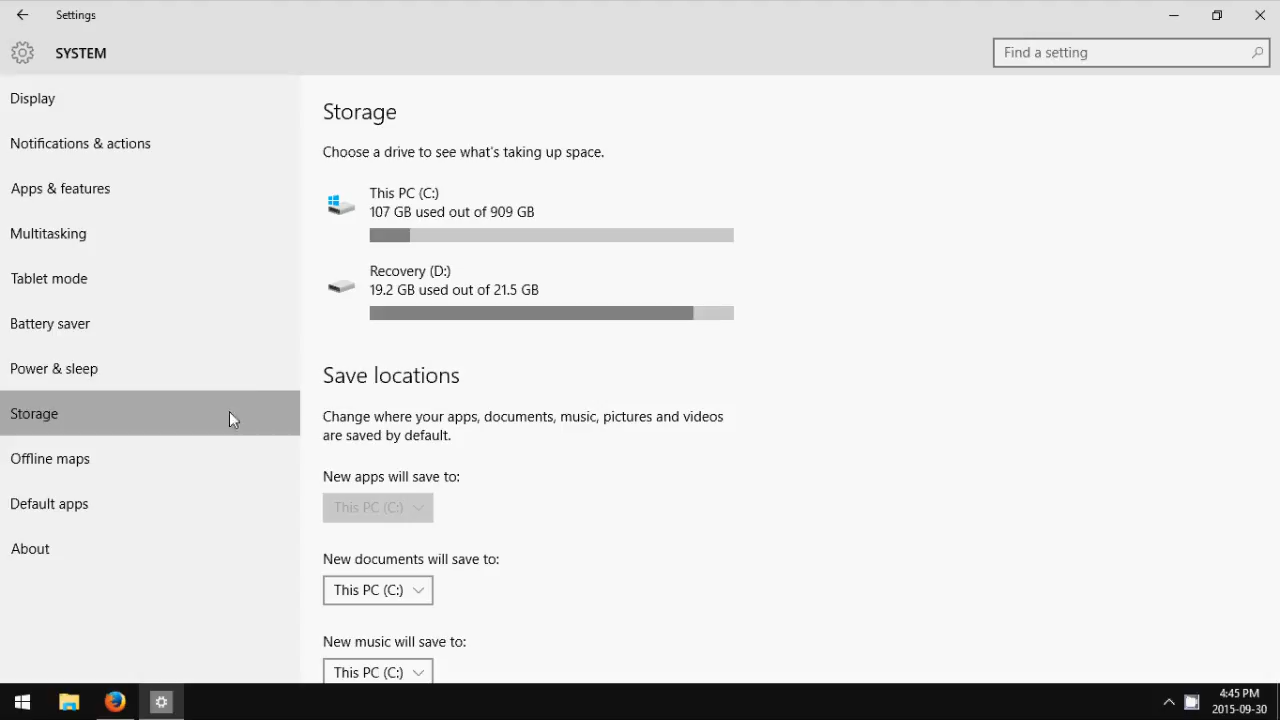 Settings
SYSTEM
Find a setting
Display
Notifications & actions
Apps & features
Multitasking
Tablet mode
Battery saver
Power & sleep
Storage
Offline maps
Default apps
About
Storage
Choose a drive to see what's taking up space.
This PC (C:)
107 GB used out of 909 GB
Recovery (D:)
19.2 GB used out of 21.5 GB
Save locations
Change where your apps, documents, music, pictures and videos
are saved by default.
New apps will save to:
This PC (C:)
New documents will save to:
This PC (C:)
New music will save to:
This PC (C:)
4:45 PM
2015-09-30